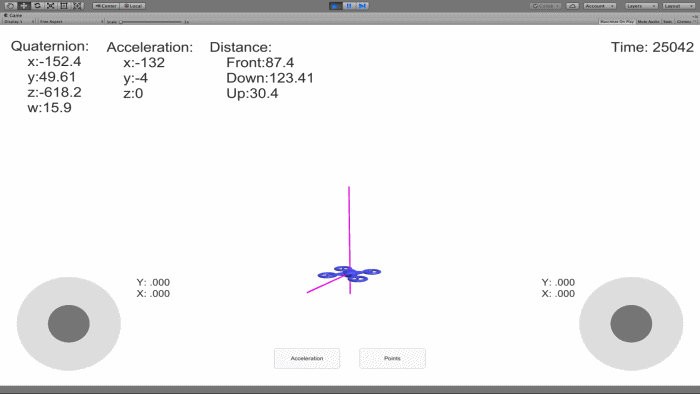 Center Local
Collab Account Layers Layout
Game
Display 1 Free Aspect Scale 1x Maximize On Play Mute Audio Stats Gizmos
Quaternion: Acceleration: Distance: Time: 25042
x:-152.4 x:-132 Front:87.4
y:49.61 y:-4 Down:123.41
z:-618.2 z:0 Up:30.4
w:15.9
Y: .000 Y: .000
X: .000 X: .000
Acceleration Points